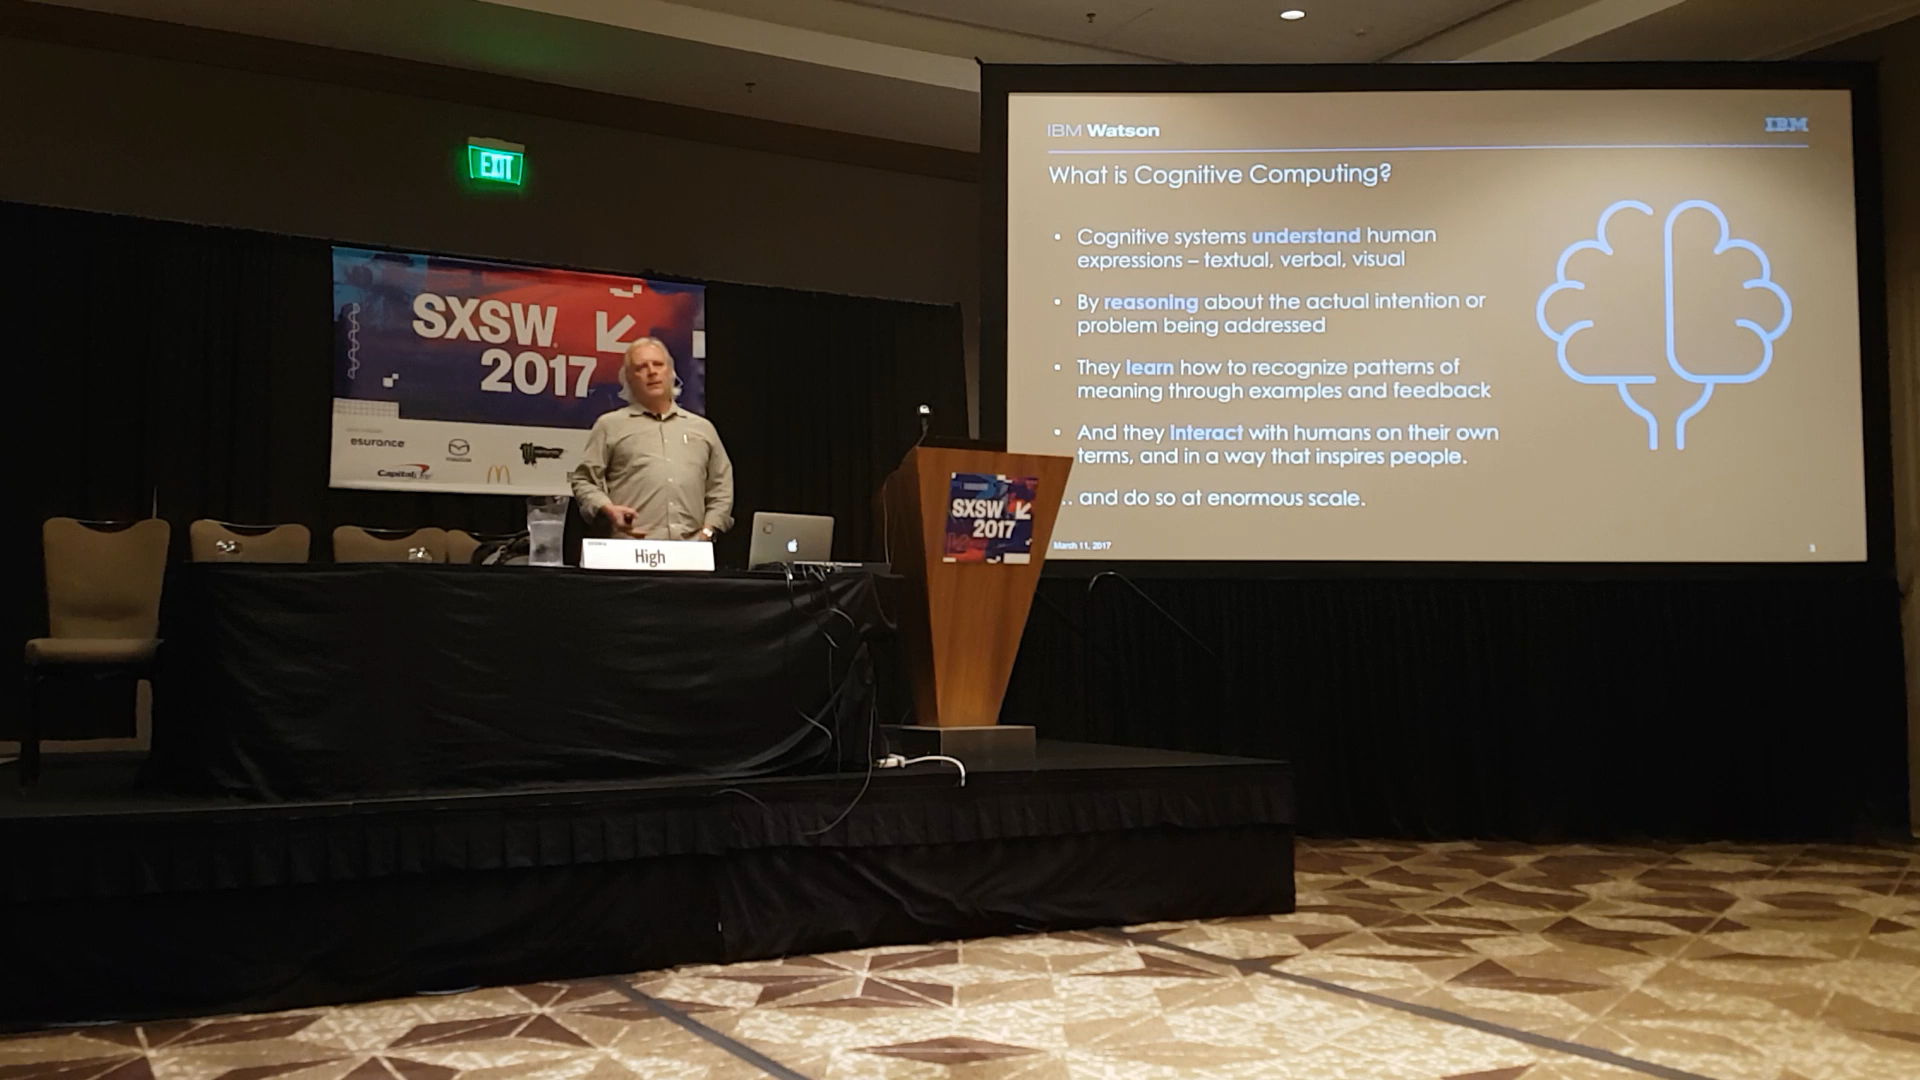 EXIT
SXSW
2017
esurance
mazda
Capital One
High
SXSW
2017
IBM Watson
IBM
What is Cognitive Computing?
• Cognitive systems understand human
expressions – textual, verbal, visual
• By reasoning about the actual intention or
problem being addressed
• They learn how to recognize patterns of
meaning through examples and feedback
• And they interact with humans on their own
terms, and in a way that inspires people.
.. and do so at enormous scale.
March 11, 2017